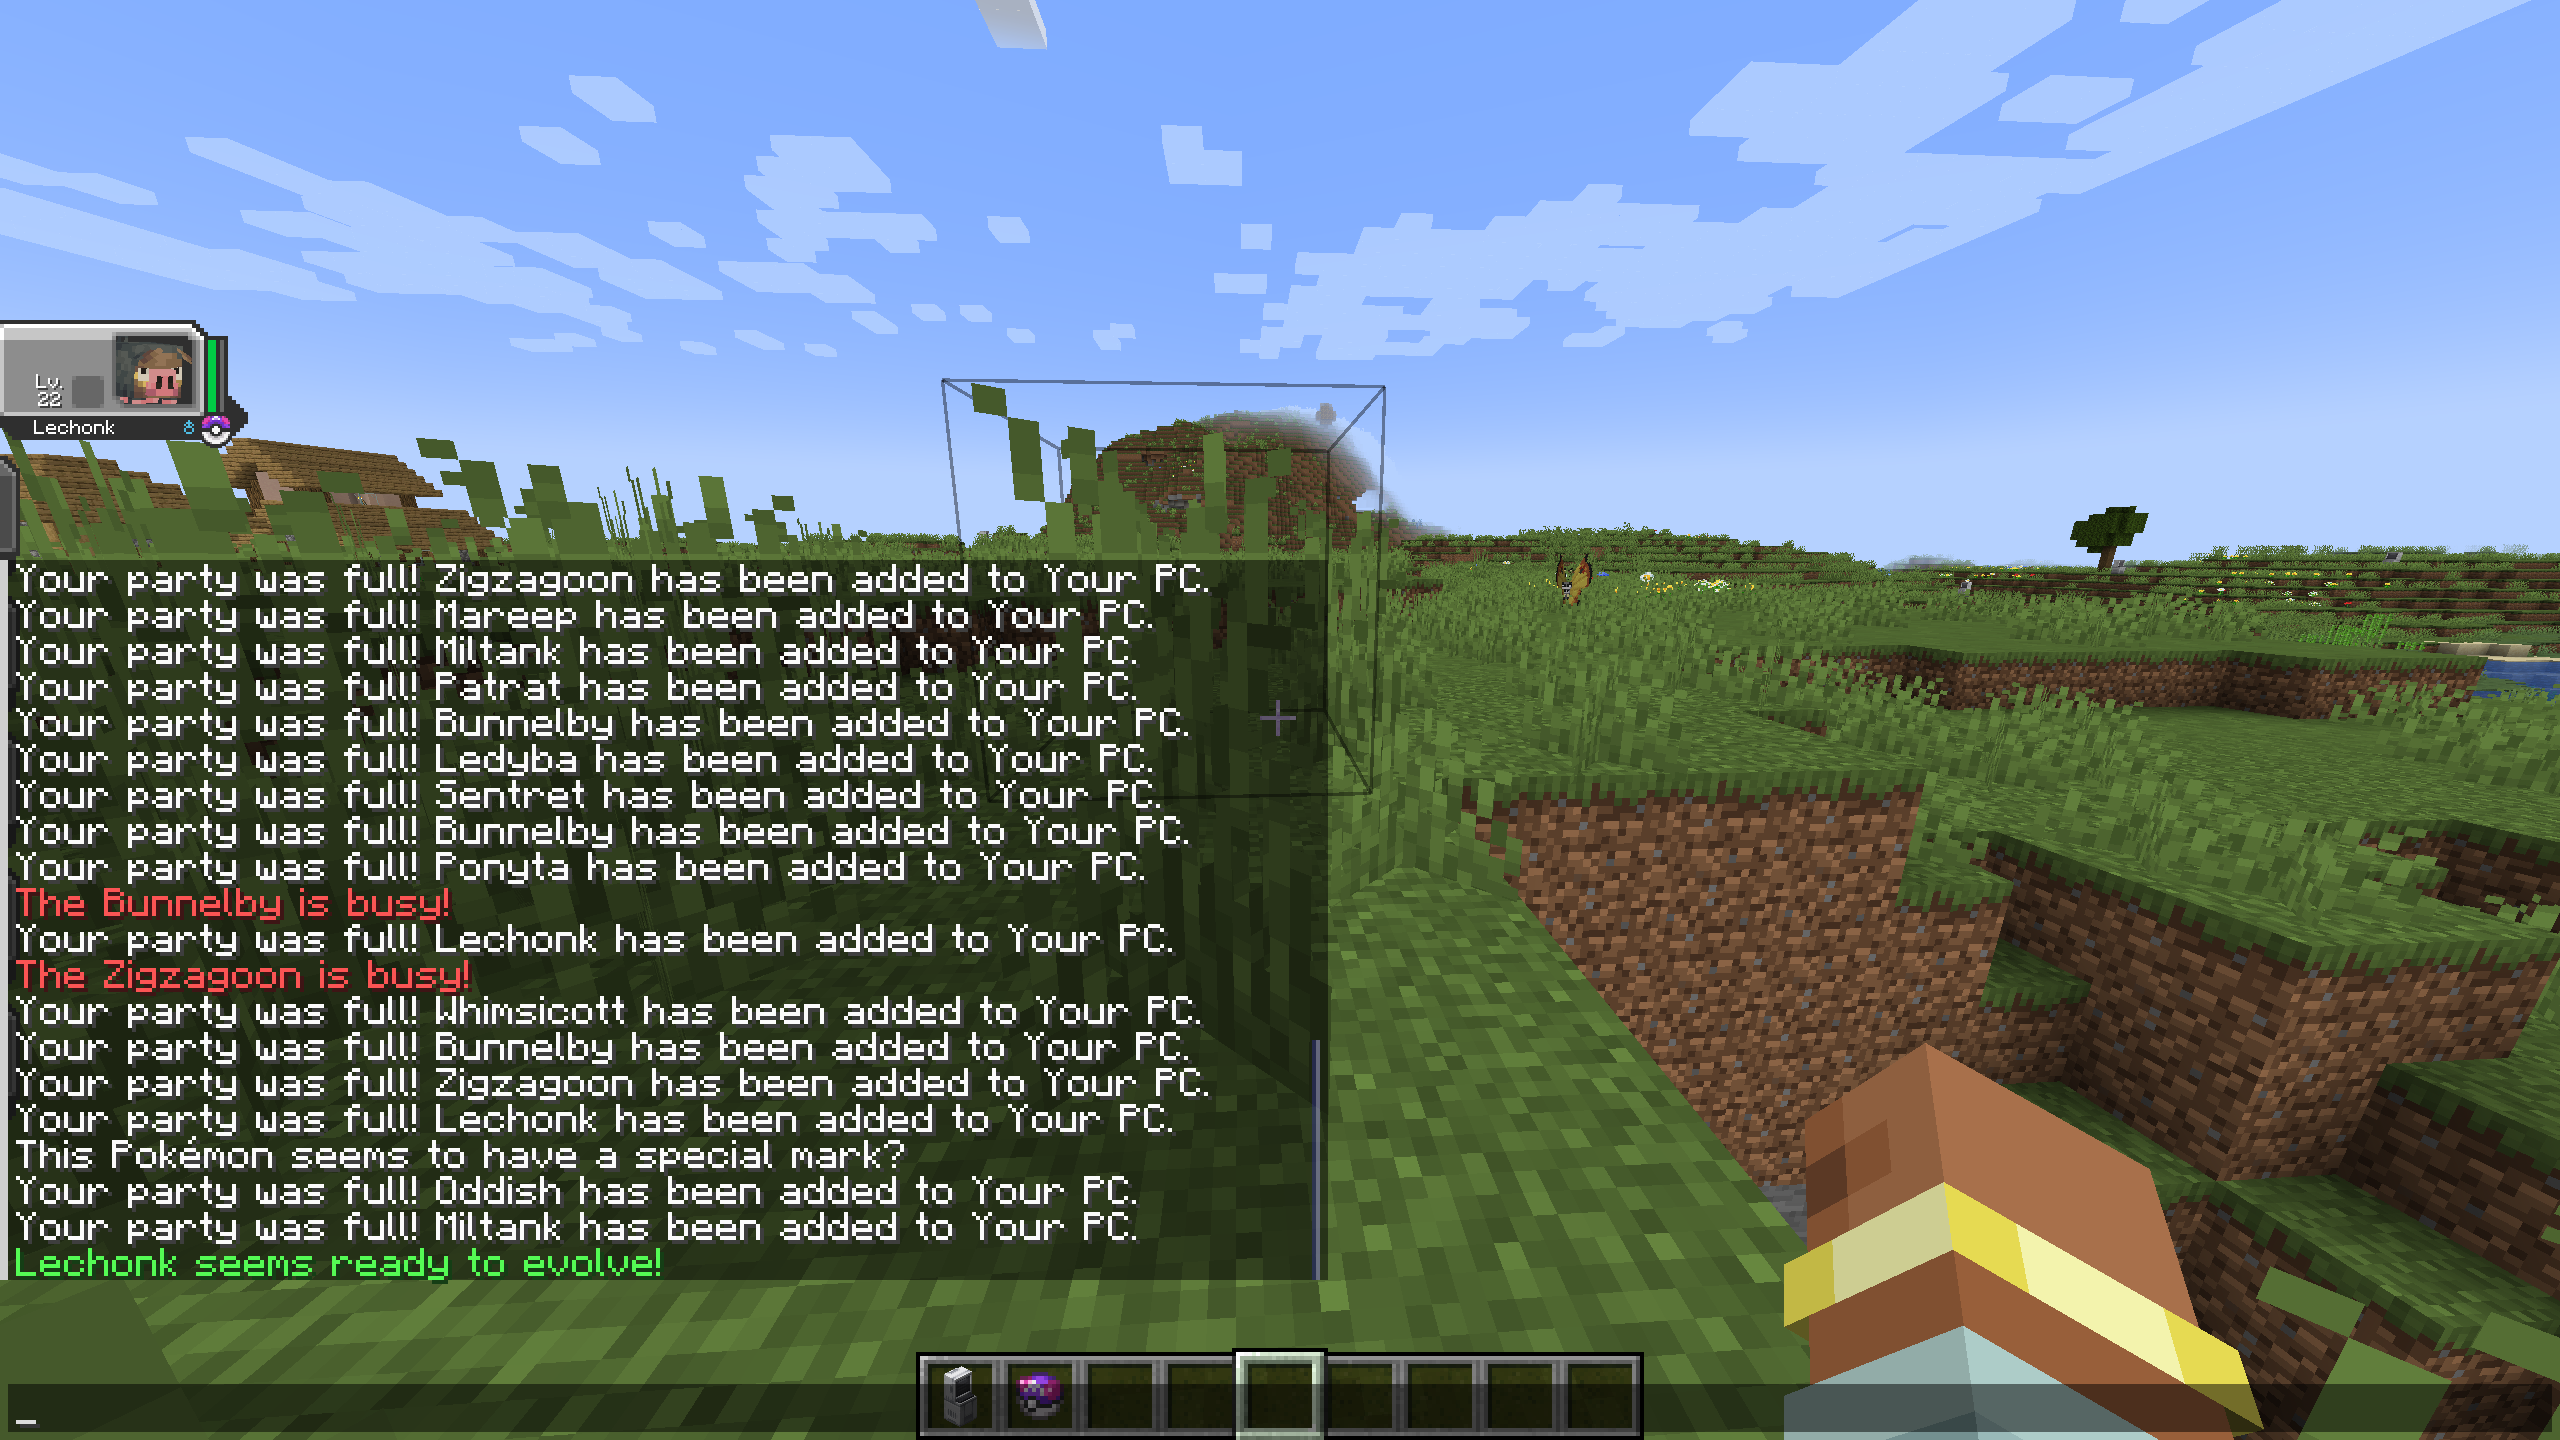 Lv.
22
Lechonk
Your party was full! Zigzagoon has been added to Your PC.
Your party was full! Mareep has been added to Your PC.
Your party was full! Miltank has been added to Your PC.
Your party was full! Patrat has been added to Your PC.
Your party was full! Bunnelby has been added to Your PC.
Your party was full! Ledyba has been added to Your PC.
Your party was full! Sentret has been added to Your PC.
Your party was full! Bunnelby has been added to Your PC.
Your party was full! Ponyta has been added to Your PC.
The Bunnelby is busy!
Your party was full! Lechonk has been added to Your PC.
The Zigzagoon is busy!
Your party was full! Whimsicott has been added to Your PC.
Your party was full! Bunnelby has been added to Your PC.
Your party was full! Zigzagoon has been added to Your PC.
Your party was full! Lechonk has been added to Your PC.
This Pokémon seems to have a special mark?
Your party was full! Oddish has been added to Your PC.
Your party was full! Miltank has been added to Your PC.
Lechonk seems ready to evolve!
_